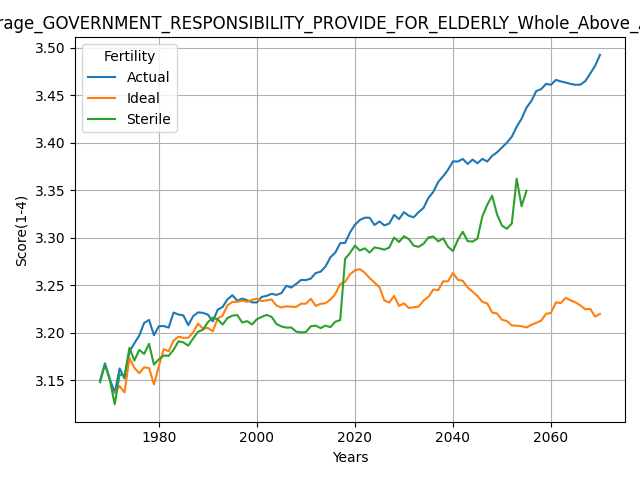 rage_GOVERNMENT_RESPONSIBILITY_PROVIDE_FOR_ELDERLY_Whole_Above_
3.50
3.45
3.40
3.35
3.30
3.25
3.20
3.15
Score(1-4)
Fertility
Actual
Ideal
Sterile
1980 2000 2020 2040 2060
Years